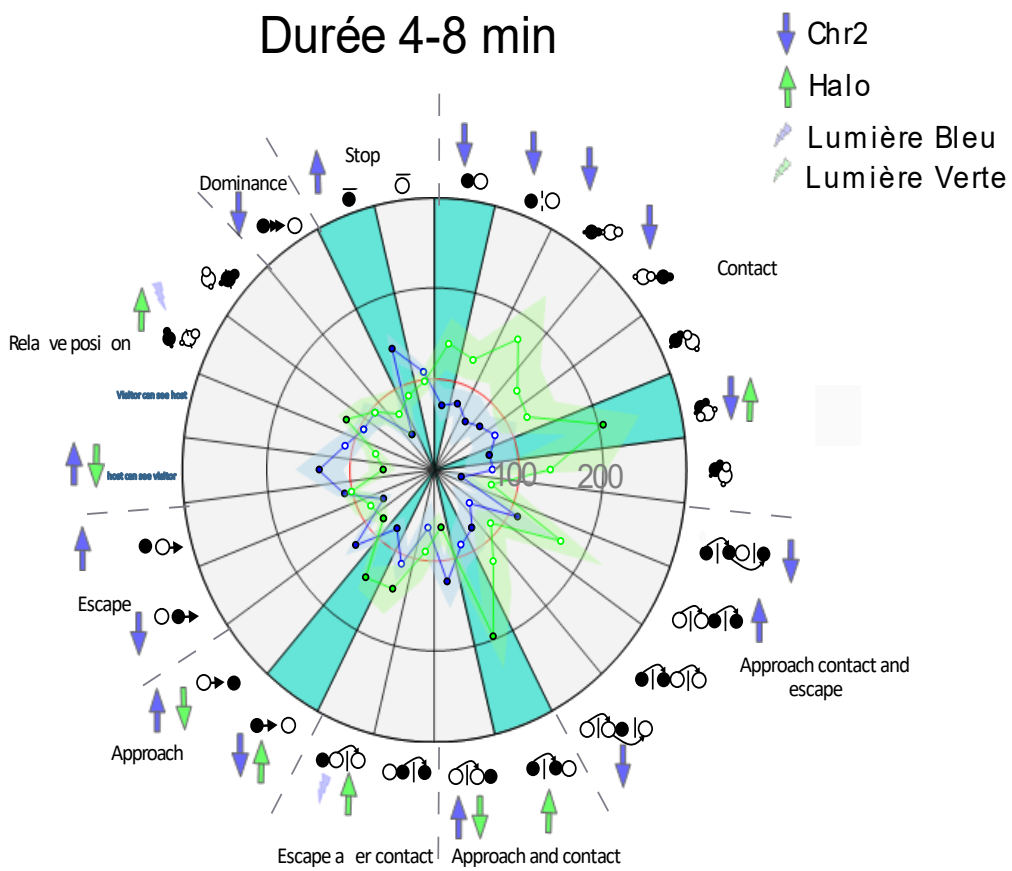 Durée 4-8 min
Chr2
Halo
Lumière Bleu
Lumière Verte
Stop
Dominance
Contact
Rela ve posi on
Visitor can see host
host can see visitor
100 200
Escape
Approach contact and
escape
Approach
Escape a er contact
Approach and contact